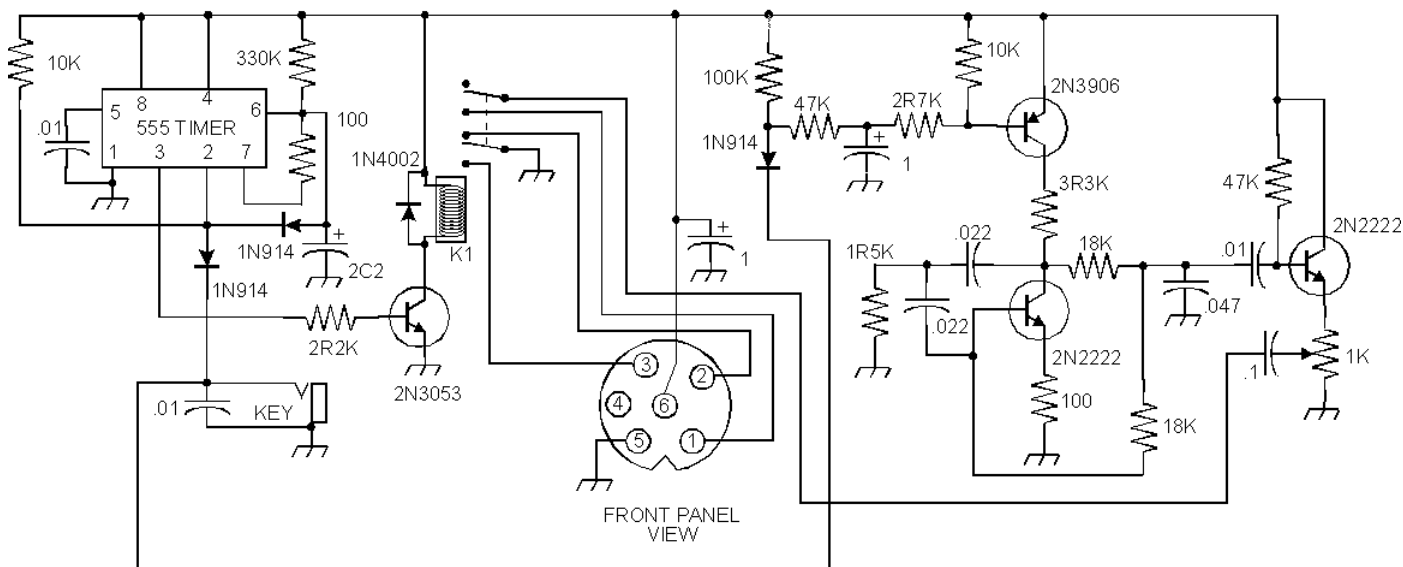 10K
330K
100K
10K
2N3906
5
8
4
6
100
47K
2R7K
.01
555 TIMER
1N914
1
1
3
2
7
1N4002
3R3K
47K
2N2222
1N914
2C2
K1
1
1R5K
.022
18K
.01
1N914
.022
.047
2R2K
2N2222
2N3053
3
2
.1
1K
4
6
100
.01
KEY
5
1
18K
FRONT PANEL
VIEW